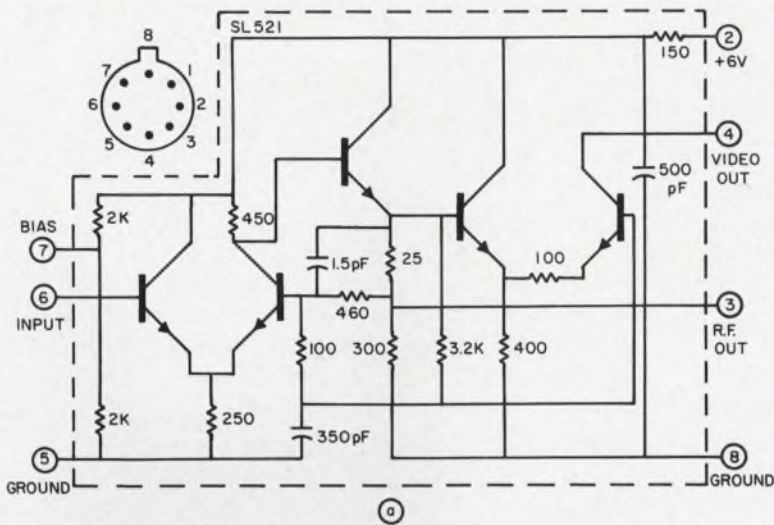 SL521
8
7
1
6
2
5
3
4
150
2
+6V
4
VIDEO
OUT
500
pF
2K
450
BIAS
7
1.5pF
25
100
6
INPUT
460
3
R.F.
OUT
100
300
3.2K
400
2K
250
350pF
5
GROUND
8
GROUND
a